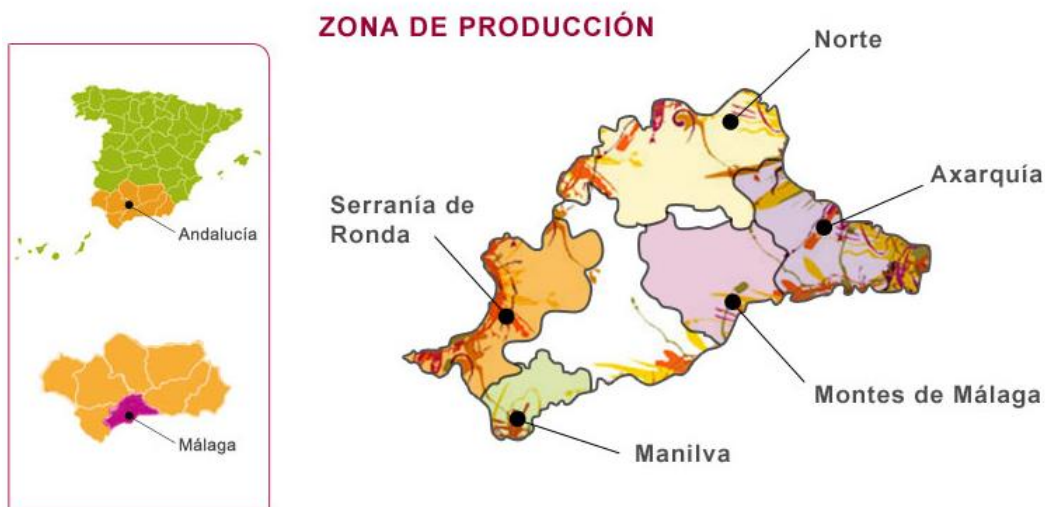 ZONA DE PRODUCCIÓN
Norte
Axarquía
Serranía de
Ronda
Andalucía
Montes de Málaga
Málaga
Manilva